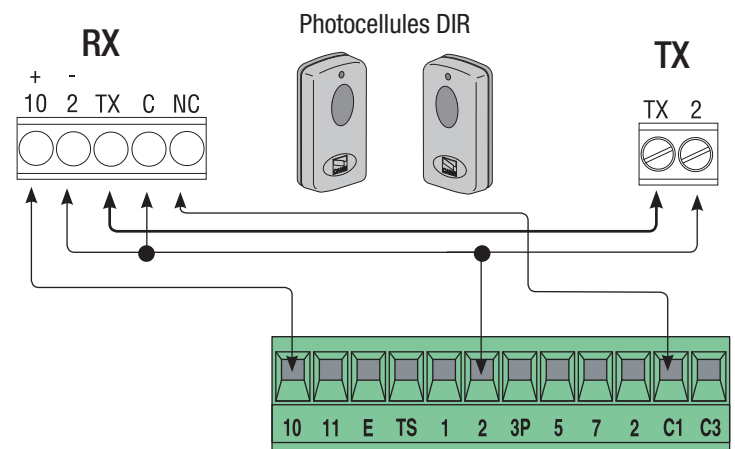 Photocellules DIR
RX
TX
+ -
10 2 TX C NC
TX 2
10 11 E TS 1 2 3P 5 7 2 C1 C3